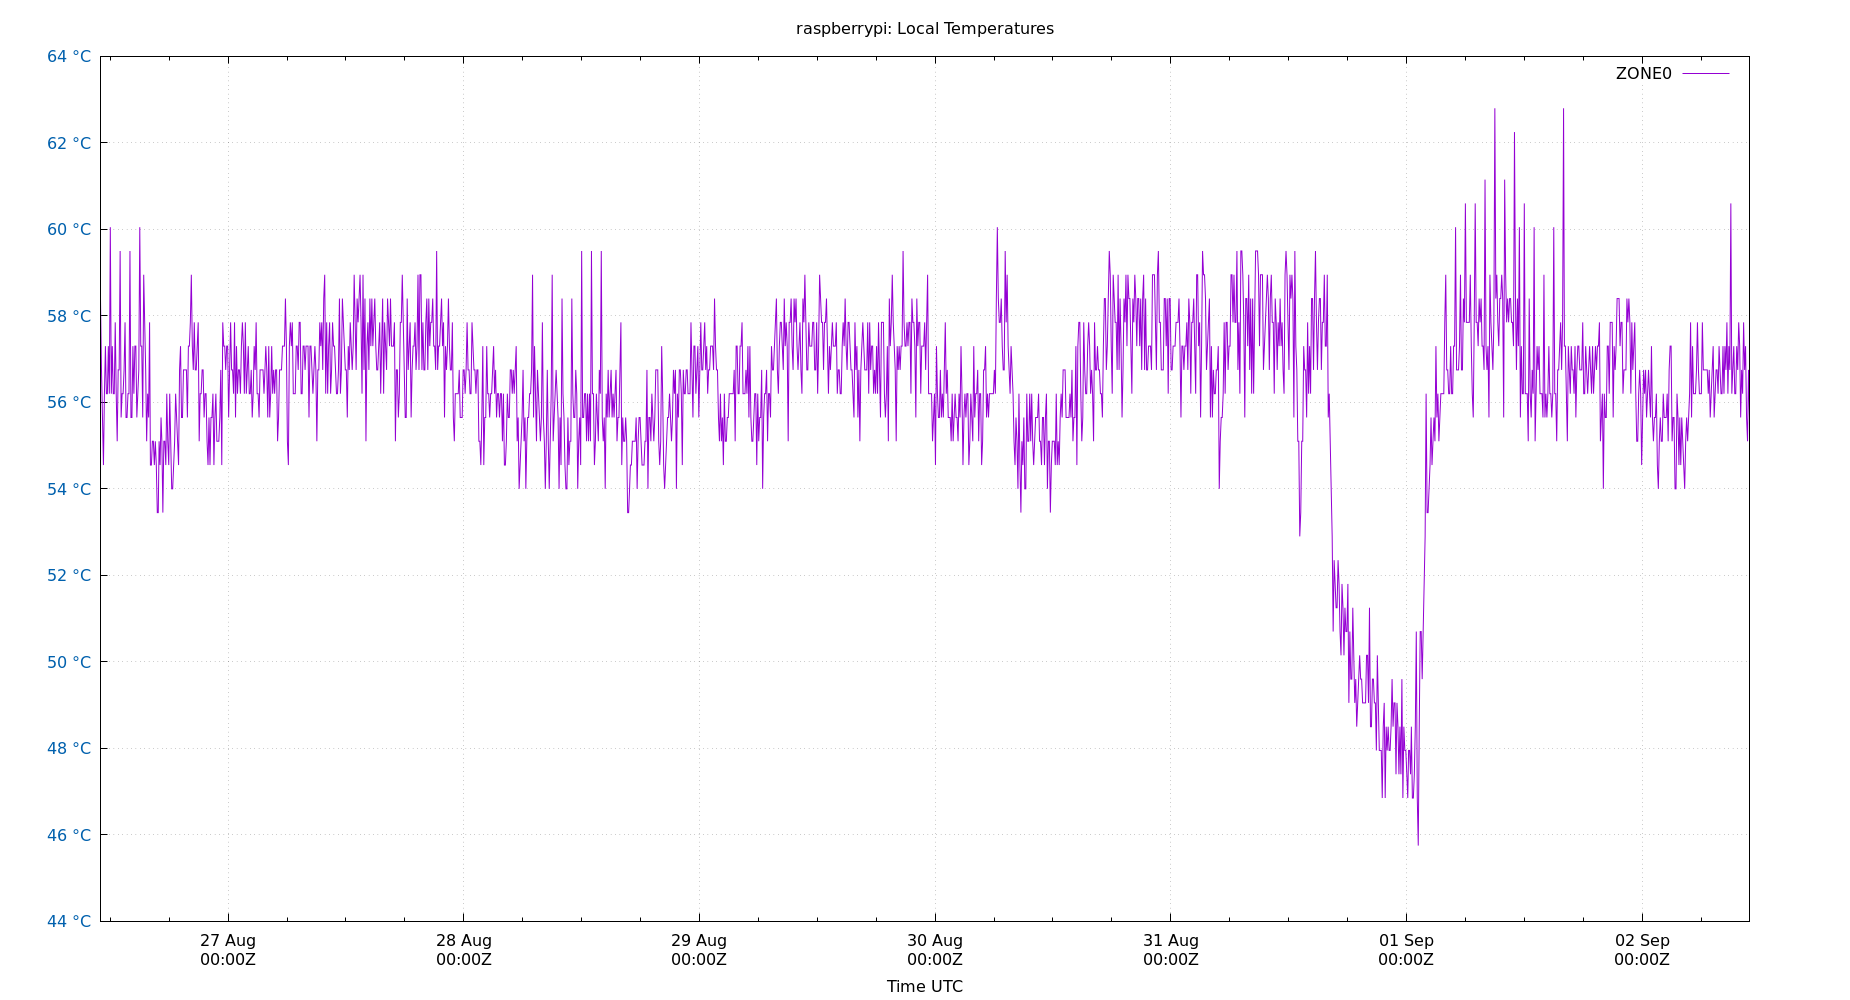 raspberrypi: Local Temperatures
ZONE0
64 °C
62 °C
60 °C
58 °C
56 °C
54 °C
52 °C
50 °C
48 °C
46 °C
44 °C
27 Aug 28 Aug 29 Aug 30 Aug 31 Aug 01 Sep 02 Sep
00:00Z 00:00Z 00:00Z 00:00Z 00:00Z 00:00Z 00:00Z
Time UTC